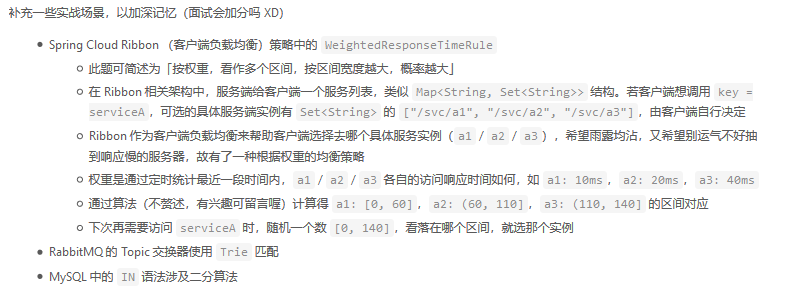 补充一些实战场景，以加深记忆（面试会加分吗 XD）
Spring Cloud Ribbon （客户端负载均衡）策略中的 WeightedResponseTimeRule
此题可简述为「按权重，看作多个区间，按区间宽度越大，概率越大」
在 Ribbon 相关架构中，服务端给客户端一个服务列表，类似 Map<String, Set<String>> 结构。若客户端想调用 key =
serviceA，可选的具体服务端实例有 Set<String> 的 ["/svc/a1", "/svc/a2", "/svc/a3"]，由客户端自行决定
Ribbon 作为客户端负载均衡来帮助客户端选择去哪个具体服务实例（a1 / a2 / a3），希望雨露均沾，又希望别运气不好抽
到响应慢的服务器，故有了一种根据权重的均衡策略
权重是通过定时统计最近一段时间内，a1 / a2 / a3 各自的访问响应时间如何，如 a1: 10ms，a2: 20ms，a3: 40ms
通过算法（不赘述，有兴趣可留言喔）计算得 a1: [0, 60]，a2: (60, 110]，a3: (110, 140] 的区间对应
下次再需要访问 serviceA 时，随机一个数 [0, 140]，看落在哪个区间，就选那个实例
RabbitMQ 的 Topic 交换器使用 Trie 匹配
MySQL 中的 IN 语法涉及二分算法